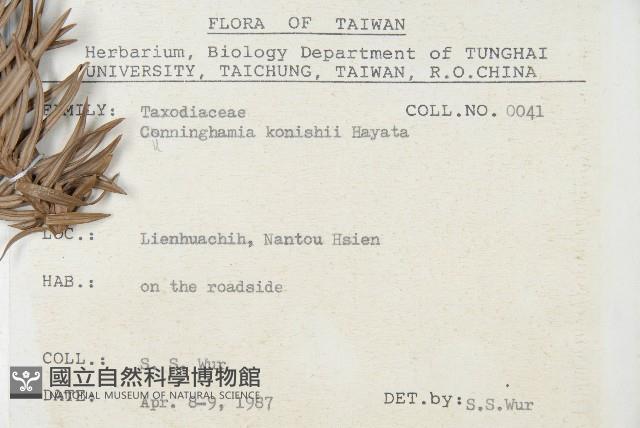 FLORA OF TAIWAN
Herbarium, Biology Department of TUNGHAI
UNIVERSITY, TAICHUNG, TAIWAN, R.O.CHINA
FAMILY: Taxodiaceae COLL.NO. 0041
Conninghamia konishii Hayata
u
LOC.: Lienhuachih, Nantou Hsien
HAB.: on the roadside
COLL.: S. S. Wur
國立自然科學博物館
NATIONAL MUSEUM OF NATURAL SCIENCE
DATE: Apr. 8-9, 1987 DET.by: S.S.Wur